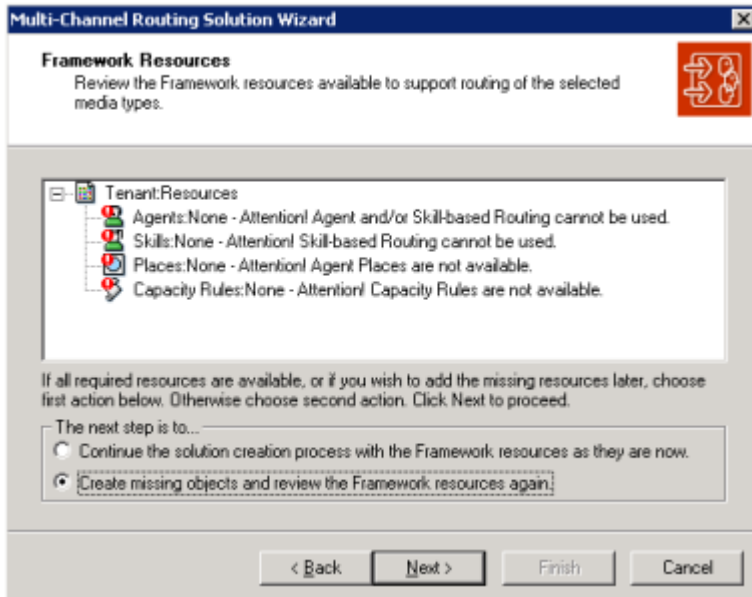 Multi-Channel Routing Solution Wizard
Framework Resources
Review the Framework resources available to support routing of the selected
media types.
Tenant:Resources
Agents:None - Attention! Agent and/or Skill-based Routing cannot be used.
Skills:None - Attention! Skill-based Routing cannot be used.
Places:None - Attention! Agent Places are not available.
Capacity Rules:None - Attention! Capacity Rules are not available.
If all required resources are available, or if you wish to add the missing resources later, choose
first action below. Otherwise choose second action. Click Next to proceed.
The next step is to...
Continue the solution creation process with the Framework resources as they are now.
Create missing objects and review the Framework resources again.
< Back Next > Finish Cancel